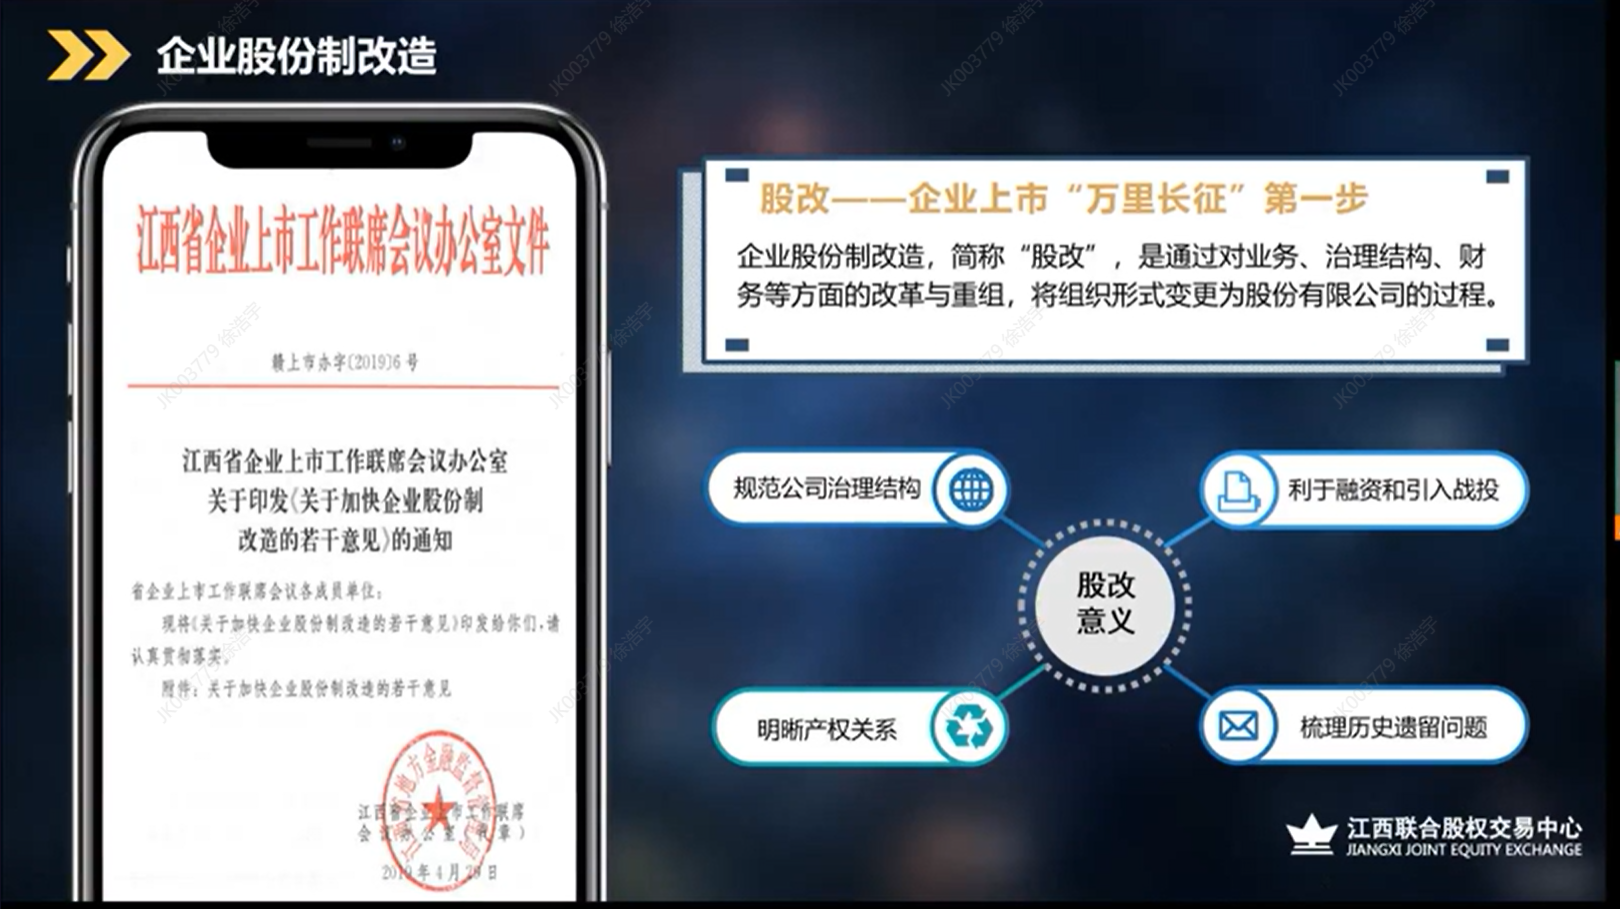 企业股份制改造
江西省企业上市工作联席会议办公室文件
赣上市办字〔2019〕6号
江西省企业上市工作联席会议办公室
关于印发《关于加快企业股份制
改造的若干意见》的通知
省企业上市工作联席会议各成员单位：
现将《关于加快企业股份制改造的若干意见》印发给你们，请
认真贯彻落实。
附件：关于加快企业股份制改造的若干意见
江西省企业上市工作联席
会议办公室（代章）
2019年4月28日
股改——企业上市“万里长征”第一步
企业股份制改造，简称“股改”，是通过对业务、治理结构、财
务等方面的改革与重组，将组织形式变更为股份有限公司的过程。
规范公司治理结构
利于融资和引入战投
股改
意义
明晰产权关系
梳理历史遗留问题
江西联合股权交易中心
JIANGXI JOINT EQUITY EXCHANGE
JK003779 徐浩宇